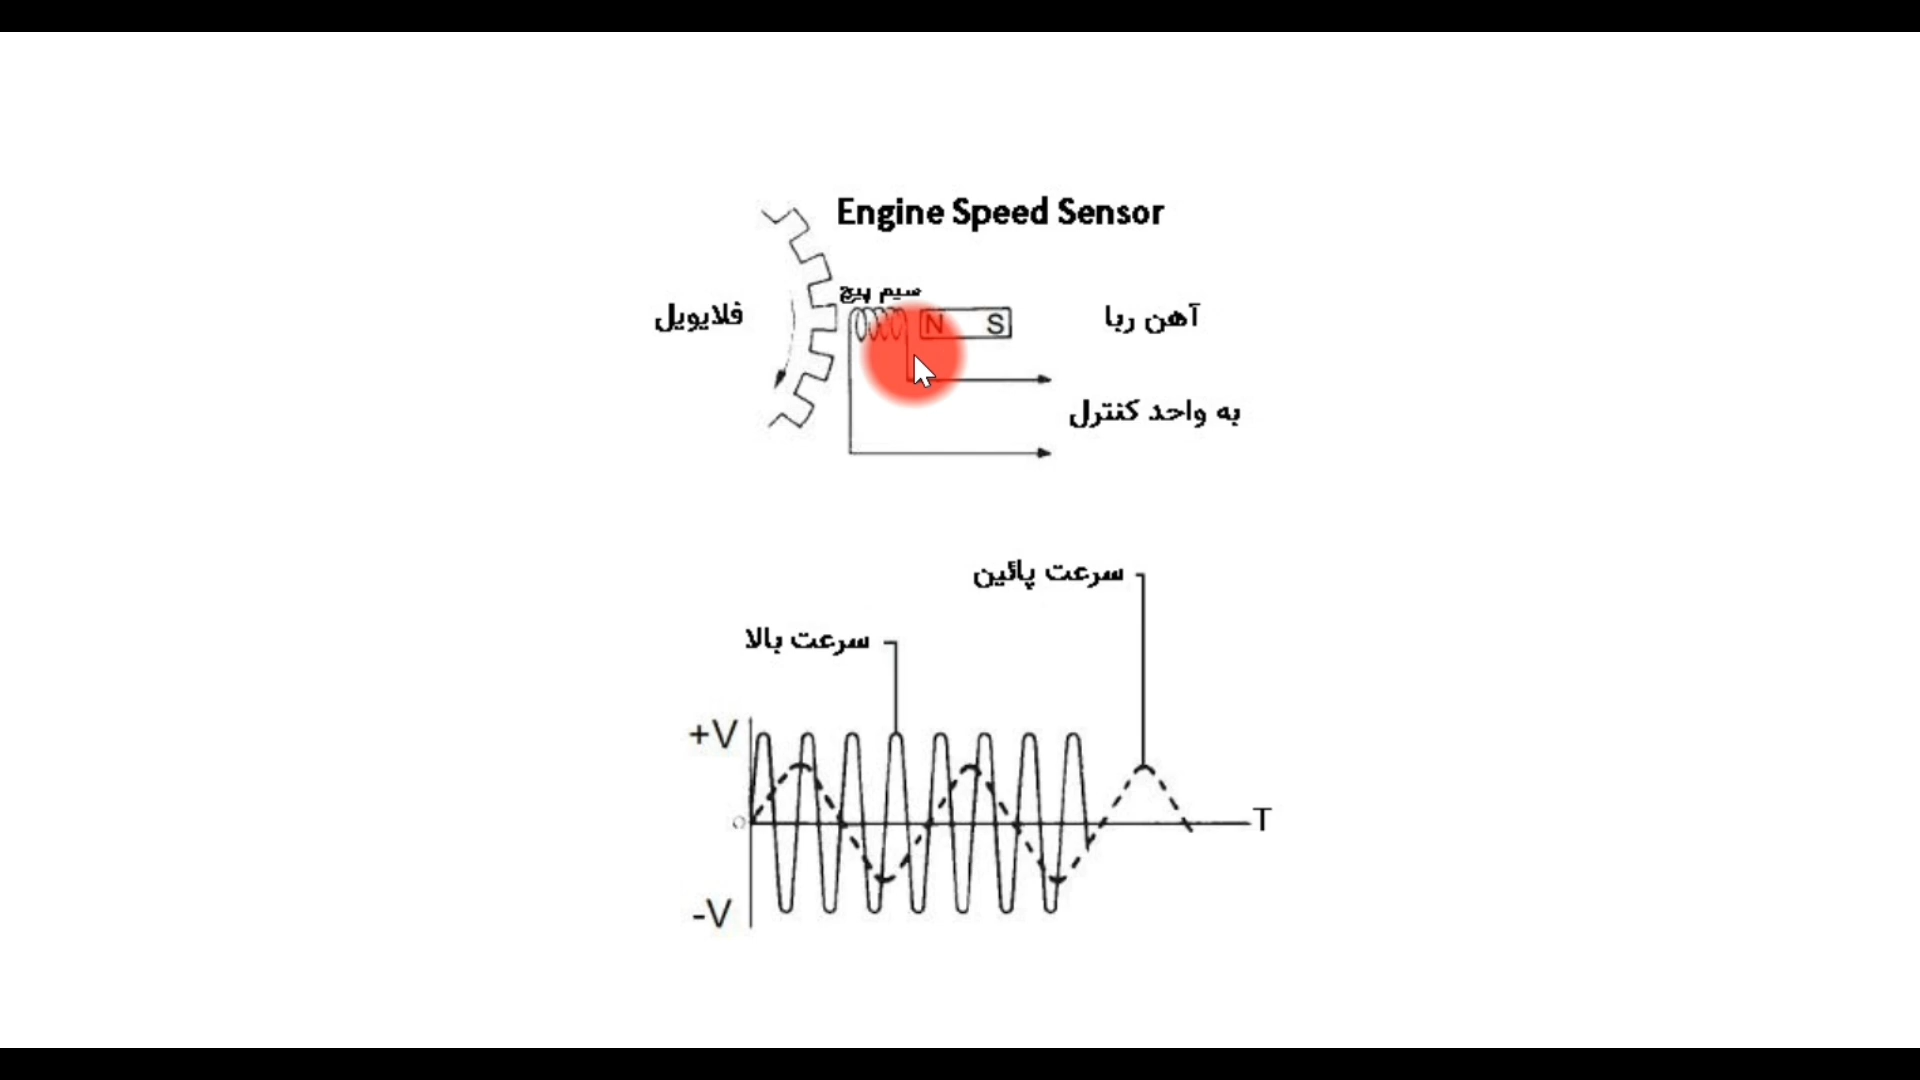 Engine Speed Sensor
سیم پیچ
فلایویل
N S
آهن ربا
به واحد کنترل
سرعت پائین
سرعت بالا
+V
O
T
-V